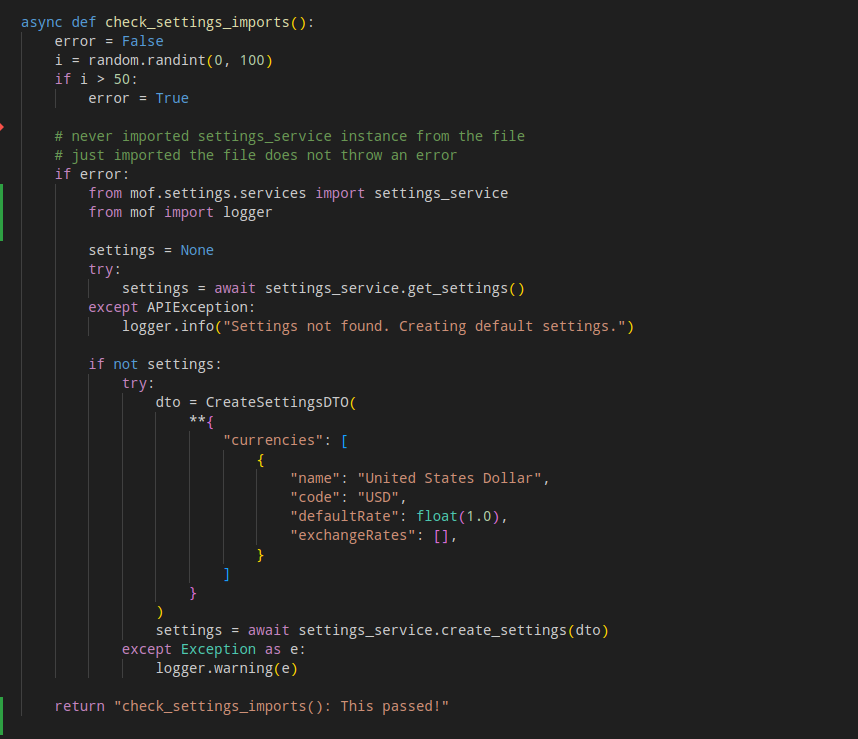 async def check_settings_imports():
    error = False
    i = random.randint(0, 100)
    if i > 50:
        error = True

    # never imported settings_service instance from the file
    # just imported the file does not throw an error
    if error:
        from mof.settings.services import settings_service
        from mof import logger

        settings = None
        try:
            settings = await settings_service.get_settings()
        except APIException:
            logger.info("Settings not found. Creating default settings.")

        if not settings:
            try:
                dto = CreateSettingsDTO(
                    **{
                        "currencies": [
                            {
                                "name": "United States Dollar",
                                "code": "USD",
                                "defaultRate": float(1.0),
                                "exchangeRates": [],
                            }
                        ]
                    }
                )
                settings = await settings_service.create_settings(dto)
            except Exception as e:
                logger.warning(e)

    return "check_settings_imports(): This passed!"